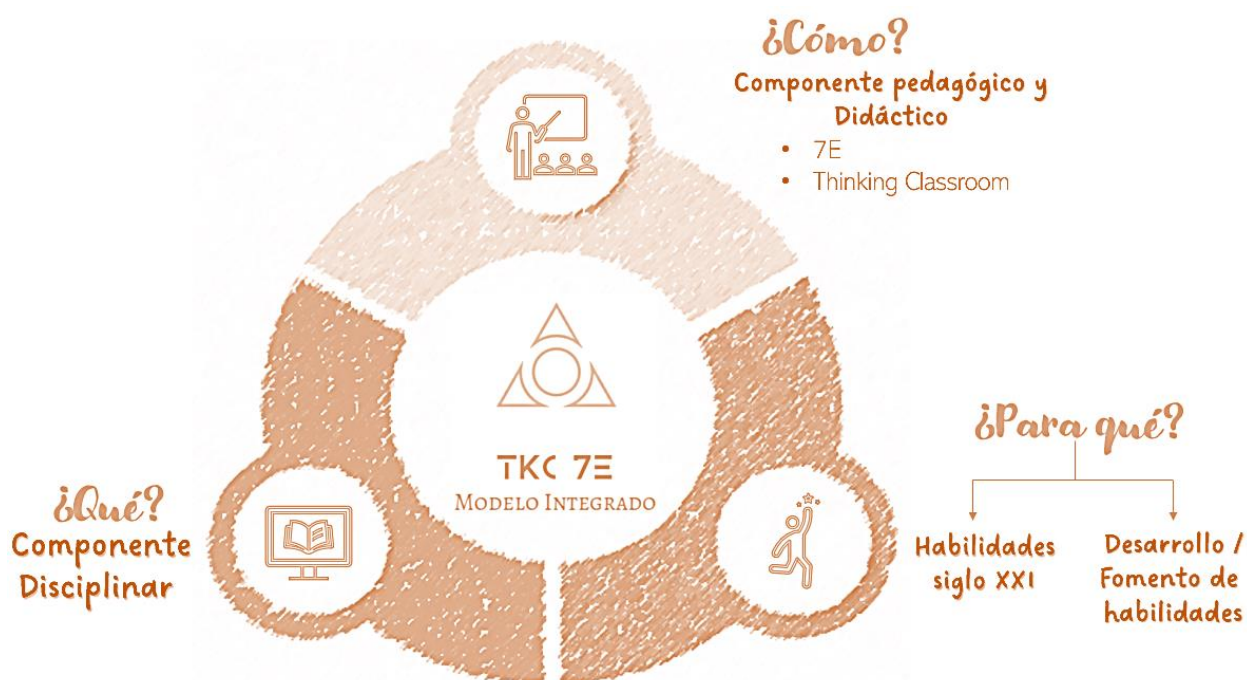 ¿Cómo?
Componente pedagógico y
Didáctico
• 7E
• Thinking Classroom
TKC 7E
MODELO INTEGRADO
¿Para qué?
Habilidades
siglo XXI
Desarrollo /
Fomento de
habilidades
¿Qué?
Componente
Disciplinar